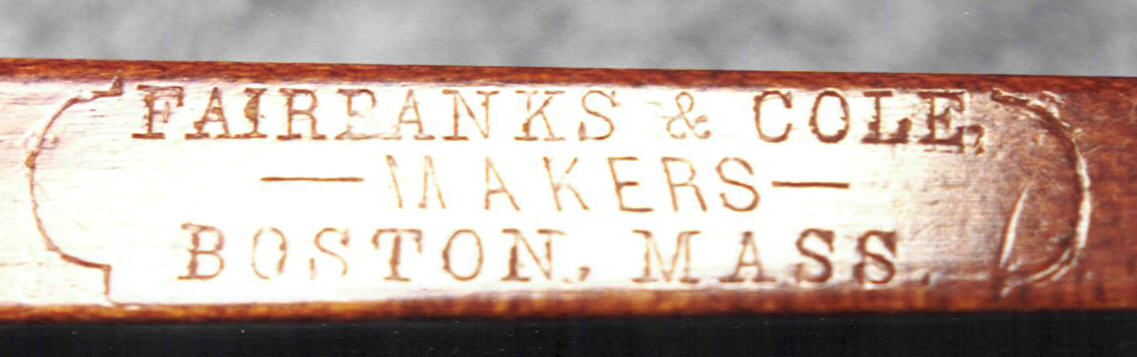 FAIRBANKS & COLE,
—MAKERS—
BOSTON, MASS.